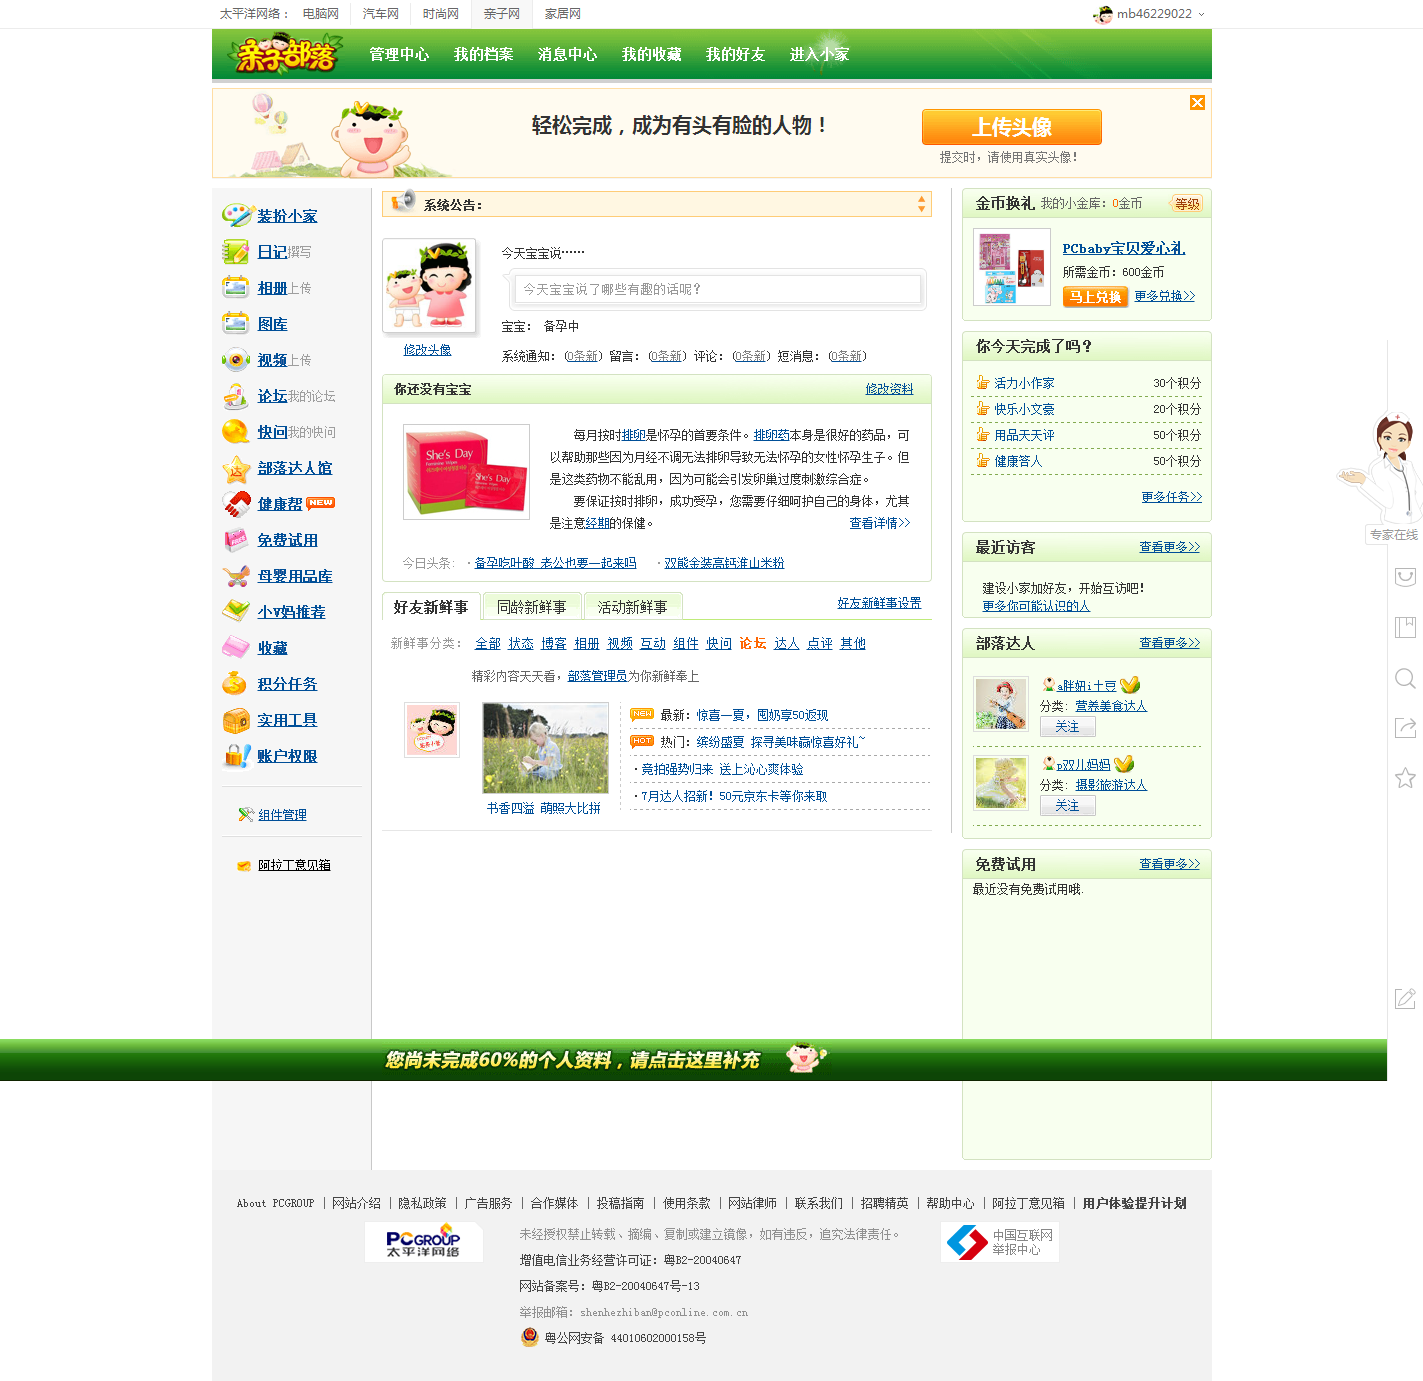 太平洋网络： 电脑网 汽车网 时尚网 亲子网 家居网 mb46229022
亲子部落 管理中心 我的档案 消息中心 我的收藏 我的好友 进入小家
轻松完成，成为有头有脸的人物！
上传头像
提交时，请使用真实头像！
装扮小家
日记撰写
相册上传
图库
视频上传
论坛我的论坛
快问我的快问
部落达人馆
健康帮 NEW
免费试用
母婴用品库
小V妈推荐
收藏
积分任务
实用工具
账户权限
组件管理
阿拉丁意见箱
系统公告：
今天宝宝说……
今天宝宝说了哪些有趣的话呢？
宝宝： 备孕中
修改头像
系统通知：(0条新) 留言：(0条新) 评论：(0条新) 短消息：(0条新)
你还没有宝宝 修改资料
She's Day
She's Day
每月按时排卵是怀孕的首要条件。排卵药本身是很好的药品，可
以帮助那些因为月经不调无法排卵导致无法怀孕的女性怀孕生子。但
是这类药物不能乱用，因为可能会引发卵巢过度刺激综合症。
要保证按时排卵，成功受孕，您需要仔细呵护自己的身体，尤其
是注意经期的保健。 查看详情>>
今日头条： ·备孕吃叶酸 老公也要一起来吗 ·双熊金装高钙淮山米粉
好友新鲜事 同龄新鲜事 活动新鲜事 好友新鲜事设置
新鲜事分类： 全部 状态 博客 相册 视频 互动 组件 快问 论坛 达人 点评 其他
精彩内容天天看，部落管理员为你新鲜奉上
书香四溢 萌照大比拼
NEW 最新：惊喜一夏，囤奶享50返现
HOT 热门：缤纷盛夏 探寻美味赢惊喜好礼~
·竞拍强势归来 送上沁心爽体验
·7月达人招新！50元京东卡等你来取
金币换礼 我的小金库：0金币 等级
PCbaby宝贝爱心礼
所需金币：600金币
马上兑换 更多兑换>>
你今天完成了吗？
活力小作家 30个积分
快乐小文豪 20个积分
用品天天评 50个积分
健康答人 50个积分
更多任务>>
最近访客 查看更多>>
建设小家加好友，开始互访吧！
更多你可能认识的人
部落达人 查看更多>>
a胖妞i土豆
分类：营养美食达人
关注
p双儿妈妈
分类：摄影旅游达人
关注
免费试用 查看更多>>
最近没有免费试用哦.
专家在线
您尚未完成60%的个人资料，请点击这里补充
About PCGROUP | 网站介绍 | 隐私政策 | 广告服务 | 合作媒体 | 投稿指南 | 使用条款 | 网站律师 | 联系我们 | 招聘精英 | 帮助中心 | 阿拉丁意见箱 | 用户体验提升计划
PCGROUP
太平洋网络
未经授权禁止转载、摘编、复制或建立镜像，如有违反，追究法律责任。
增值电信业务经营许可证：粤B2-20040647
网站备案号：粤B2-20040647号-13
举报邮箱：shenhezhiban@pconline.com.cn
粤公网安备 44010602000158号
中国互联网
举报中心